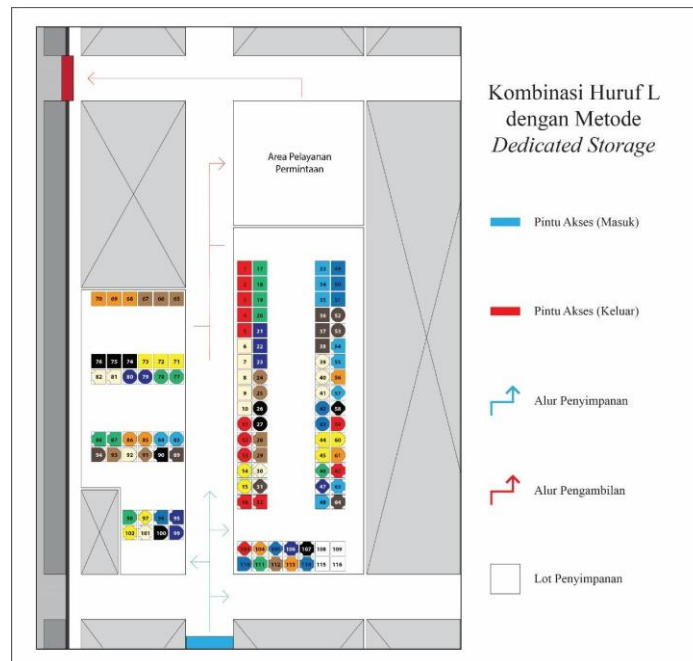 Kombinasi Huruf L
dengan Metode
Dedicated Storage
Pintu Akses (Masuk)
Pintu Akses (Keluar)
Alur Penyimpanan
Alur Pengambilan
Lot Penyimpanan
Area Pelayanan
Permintaan
1 17 33 49
2 18 34 50
3 19 35 51
4 20 36 52
5 21 37 53
6 22 38 54
7 23 39 55
8 24 40 56
9 25 41 57
10 26 42 58
11 27 43 59
12 28 44 60
13 29 45 61
14 30 46 62
15 31 47 63
16 32 48 64
70 69 68 67 66 65
76 75 74 73 72 71
82 81 80 79 78 77
88 87 86 85 84 83
94 93 92 91 90 89
98 97 96 95
102 101 100 99
103 104 105 106 107 108 109
110 111 112 113 114 115 116